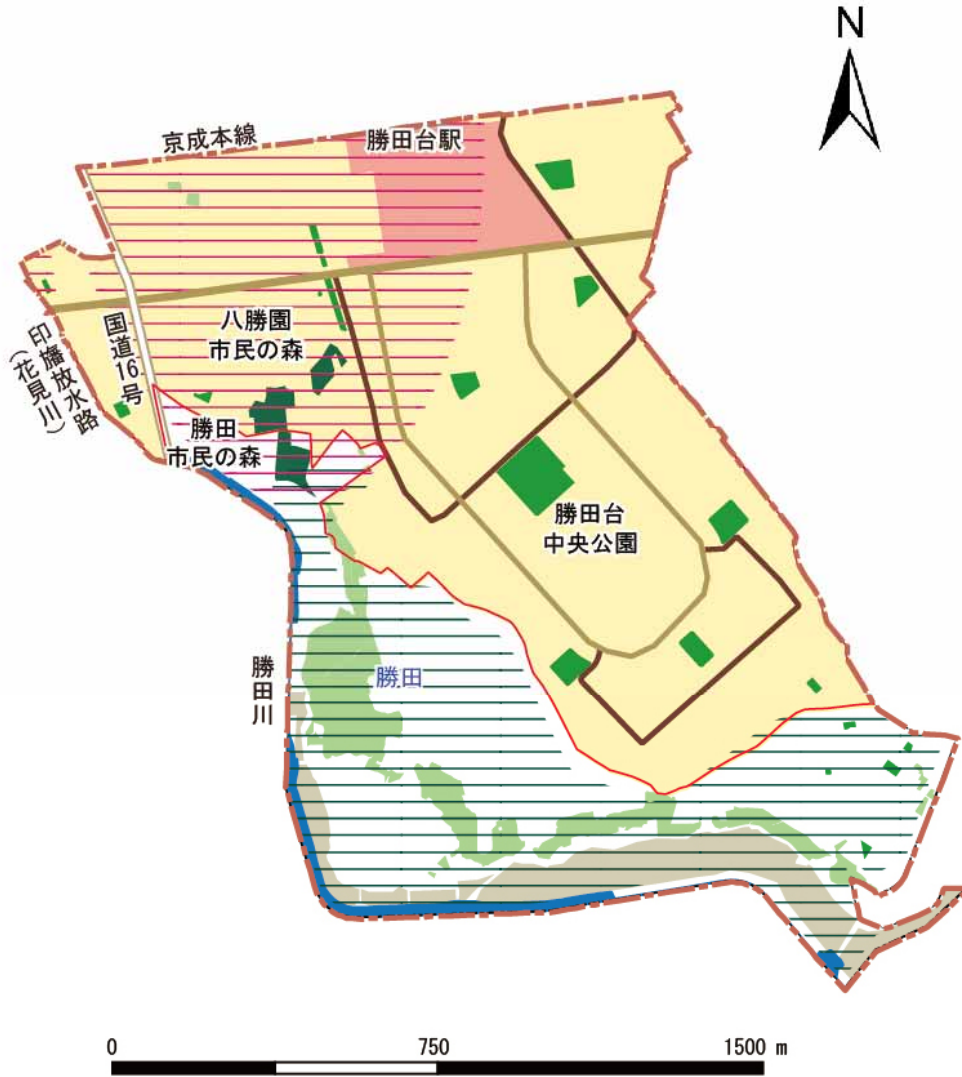 N
京成本線
勝田台駅
八勝園
市民の森
国道16号
印旛放水路
(花見川)
勝田
市民の森
勝田台
中央公園
勝田川
勝田
0
750
1500 m